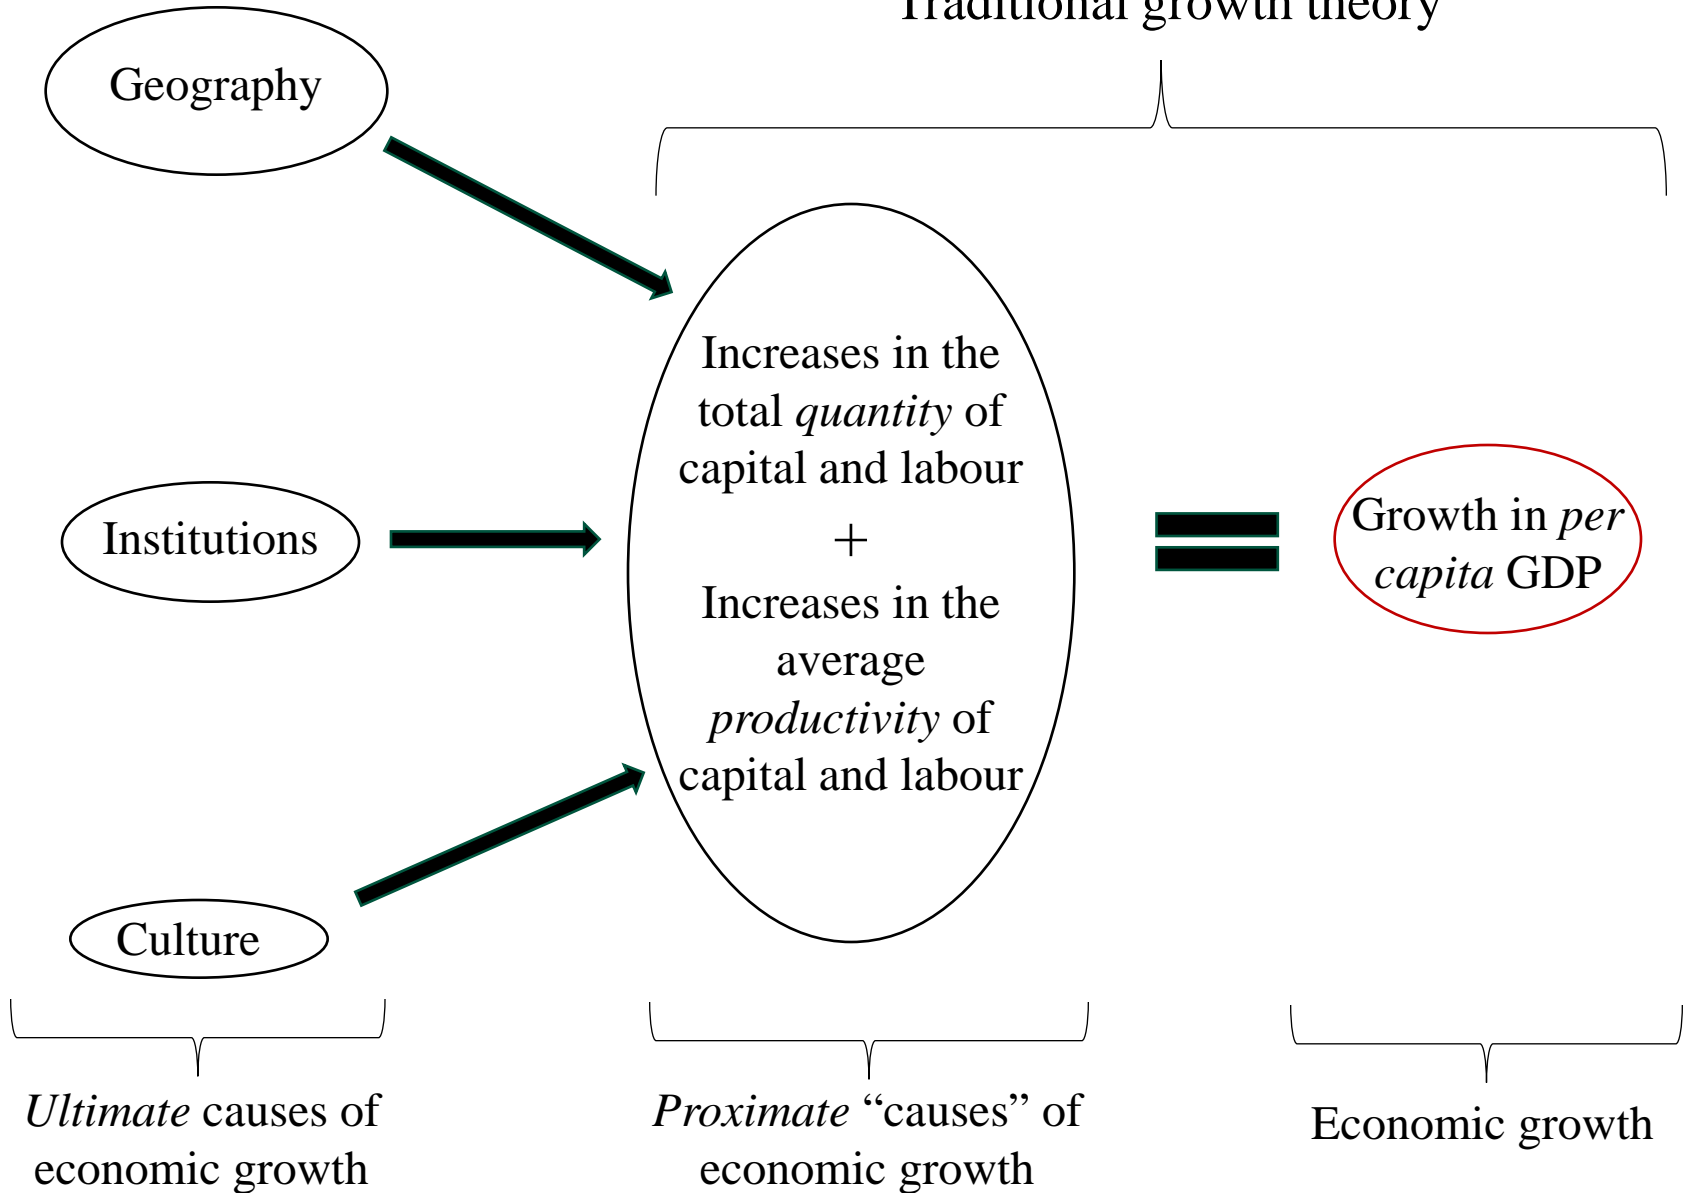 Traditional growth theory
Geography
Increases in the
total quantity of
capital and labour
+
Increases in the
average
productivity of
capital and labour
Institutions
Growth in per
capita GDP
Culture
Ultimate causes of
economic growth
Proximate “causes” of
economic growth
Economic growth